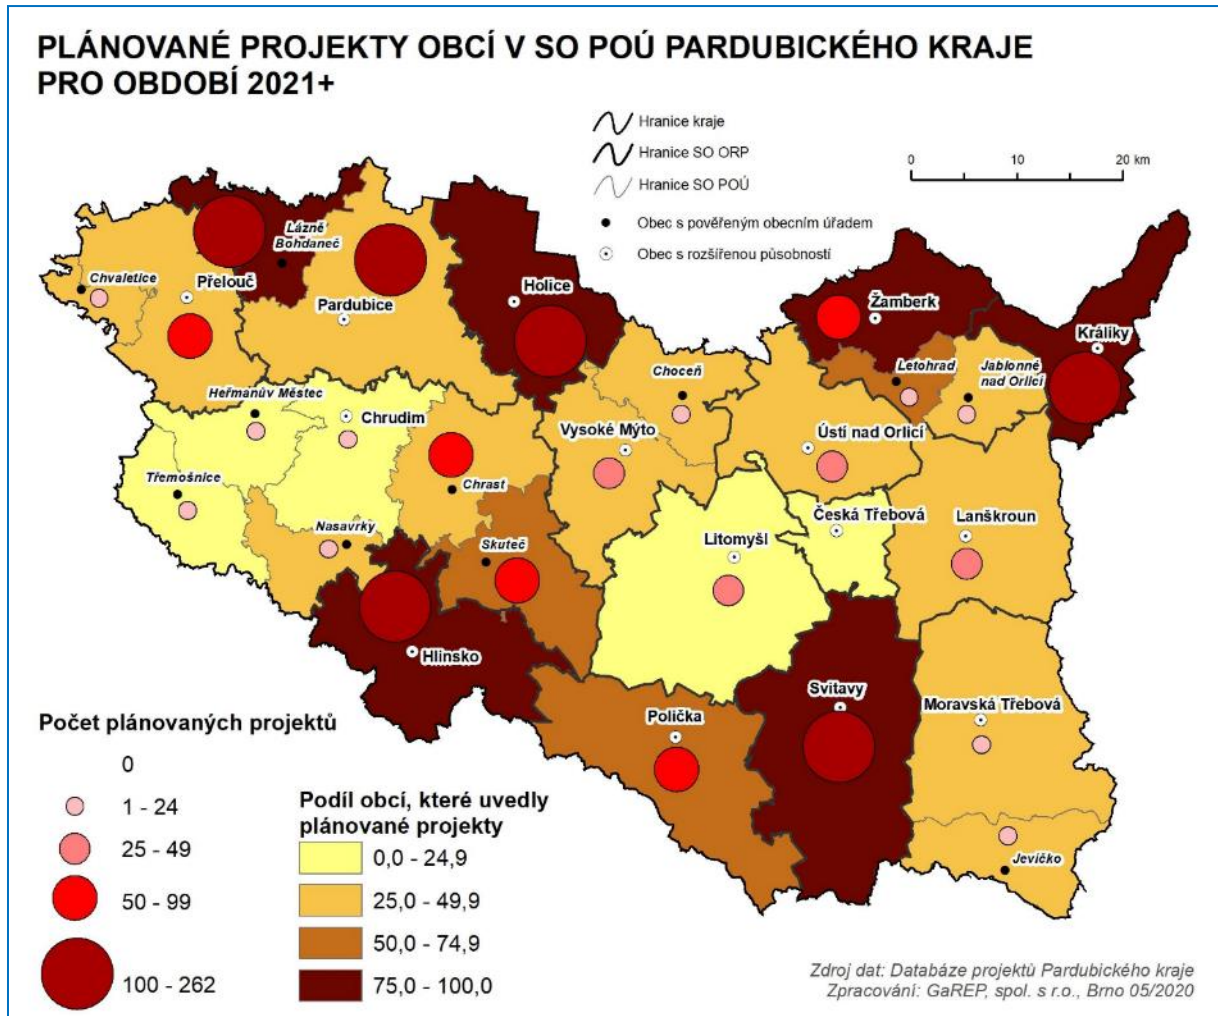 PLÁNOVANÉ PROJEKTY OBCÍ V SO POÚ PARDUBICKÉHO KRAJE
PRO OBDOBÍ 2021+
Hranice kraje
Hranice SO ORP
Hranice SO POÚ
Obec s pověřeným obecním úřadem
Obec s rozšířenou působností
0 10 20 km
Lázně
Bohdaneč
Chvaletice
Přelouč
Pardubice
Holice
Žamberk
Králíky
Letohrad
Jablonné
nad Orlicí
Choceň
Heřmanův Městec
Chrudim
Vysoké Mýto
Ústí nad Orlicí
Třemošnice
Chrast
Nasavrky
Skuteč
Litomyšl
Česká Třebová
Lanškroun
Hlinsko
Polička
Svitavy
Moravská Třebová
Jevíčko
Počet plánovaných projektů
0
1 - 24
25 - 49
50 - 99
100 - 262
Podíl obcí, které uvedly
plánované projekty
0,0 - 24,9
25,0 - 49,9
50,0 - 74,9
75,0 - 100,0
Zdroj dat: Databáze projektů Pardubického kraje
Zpracování: GaREP, spol. s r.o., Brno 05/2020